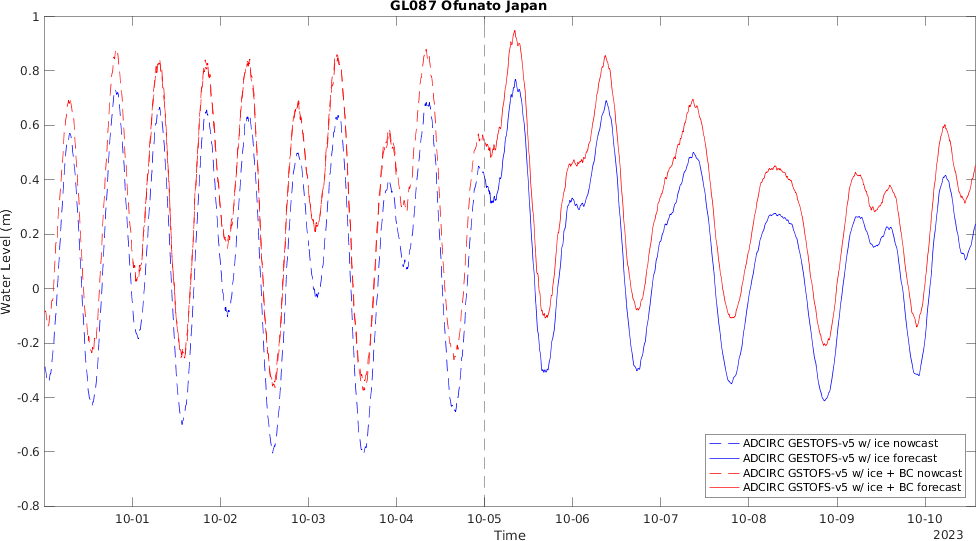 GL087 Ofunato Japan
1
0.8
0.6
0.4
0.2
0
-0.2
-0.4
-0.6
-0.8
Water Level (m)
ADCIRC GESTOFS-v5 w/ ice nowcast
ADCIRC GESTOFS-v5 w/ ice forecast
ADCIRC GSTOFS-v5 w/ ice + BC nowcast
ADCIRC GSTOFS-v5 w/ ice + BC forecast
10-01 10-02 10-03 10-04 10-05 10-06 10-07 10-08 10-09 10-10
Time
2023